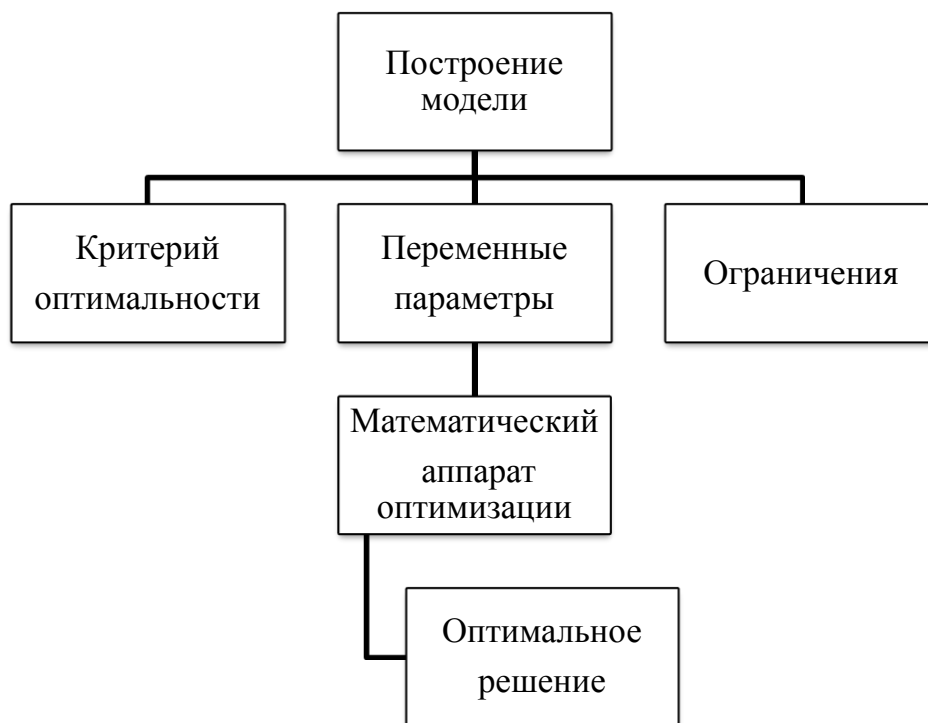 Построение
модели
Критерий
оптимальности
Переменные
параметры
Ограничения
Математический
аппарат
оптимизации
Оптимальное
решение